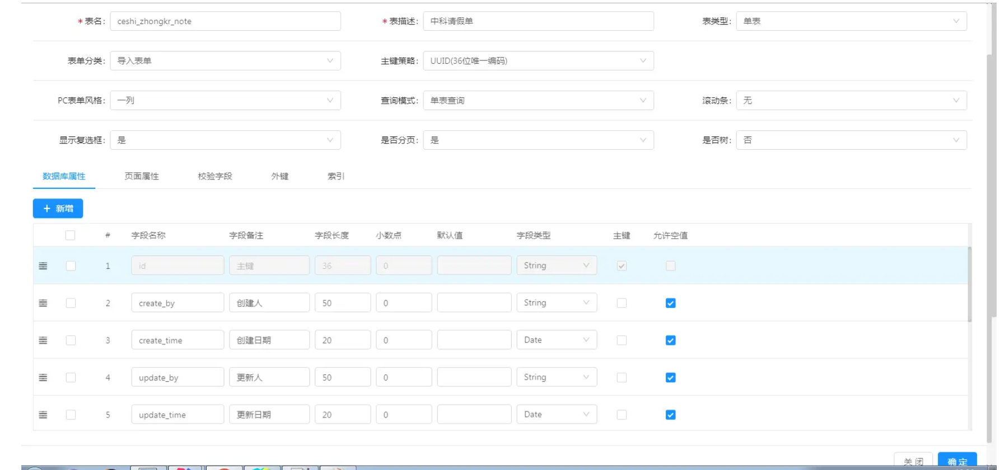 * 表名: ceshi_zhongkr_note * 表描述: 中科请假单 表类型: 单表
表单分类: 导入表单 主键策略: UUID(36位唯一编码)
PC表单风格: 一列 查询模式: 单表查询 滚动条: 无
显示复选框: 是 是否分页: 是 是否树: 否
数据库属性 页面属性 校验字段 外键 索引
+ 新增
# 字段名称 字段备注 字段长度 小数点 默认值 字段类型 主键 允许空值
1 id 主键 36 0 String
2 create_by 创建人 50 0 String
3 create_time 创建日期 20 0 Date
4 update_by 更新人 50 0 String
5 update_time 更新日期 20 0 Date
关闭 确定